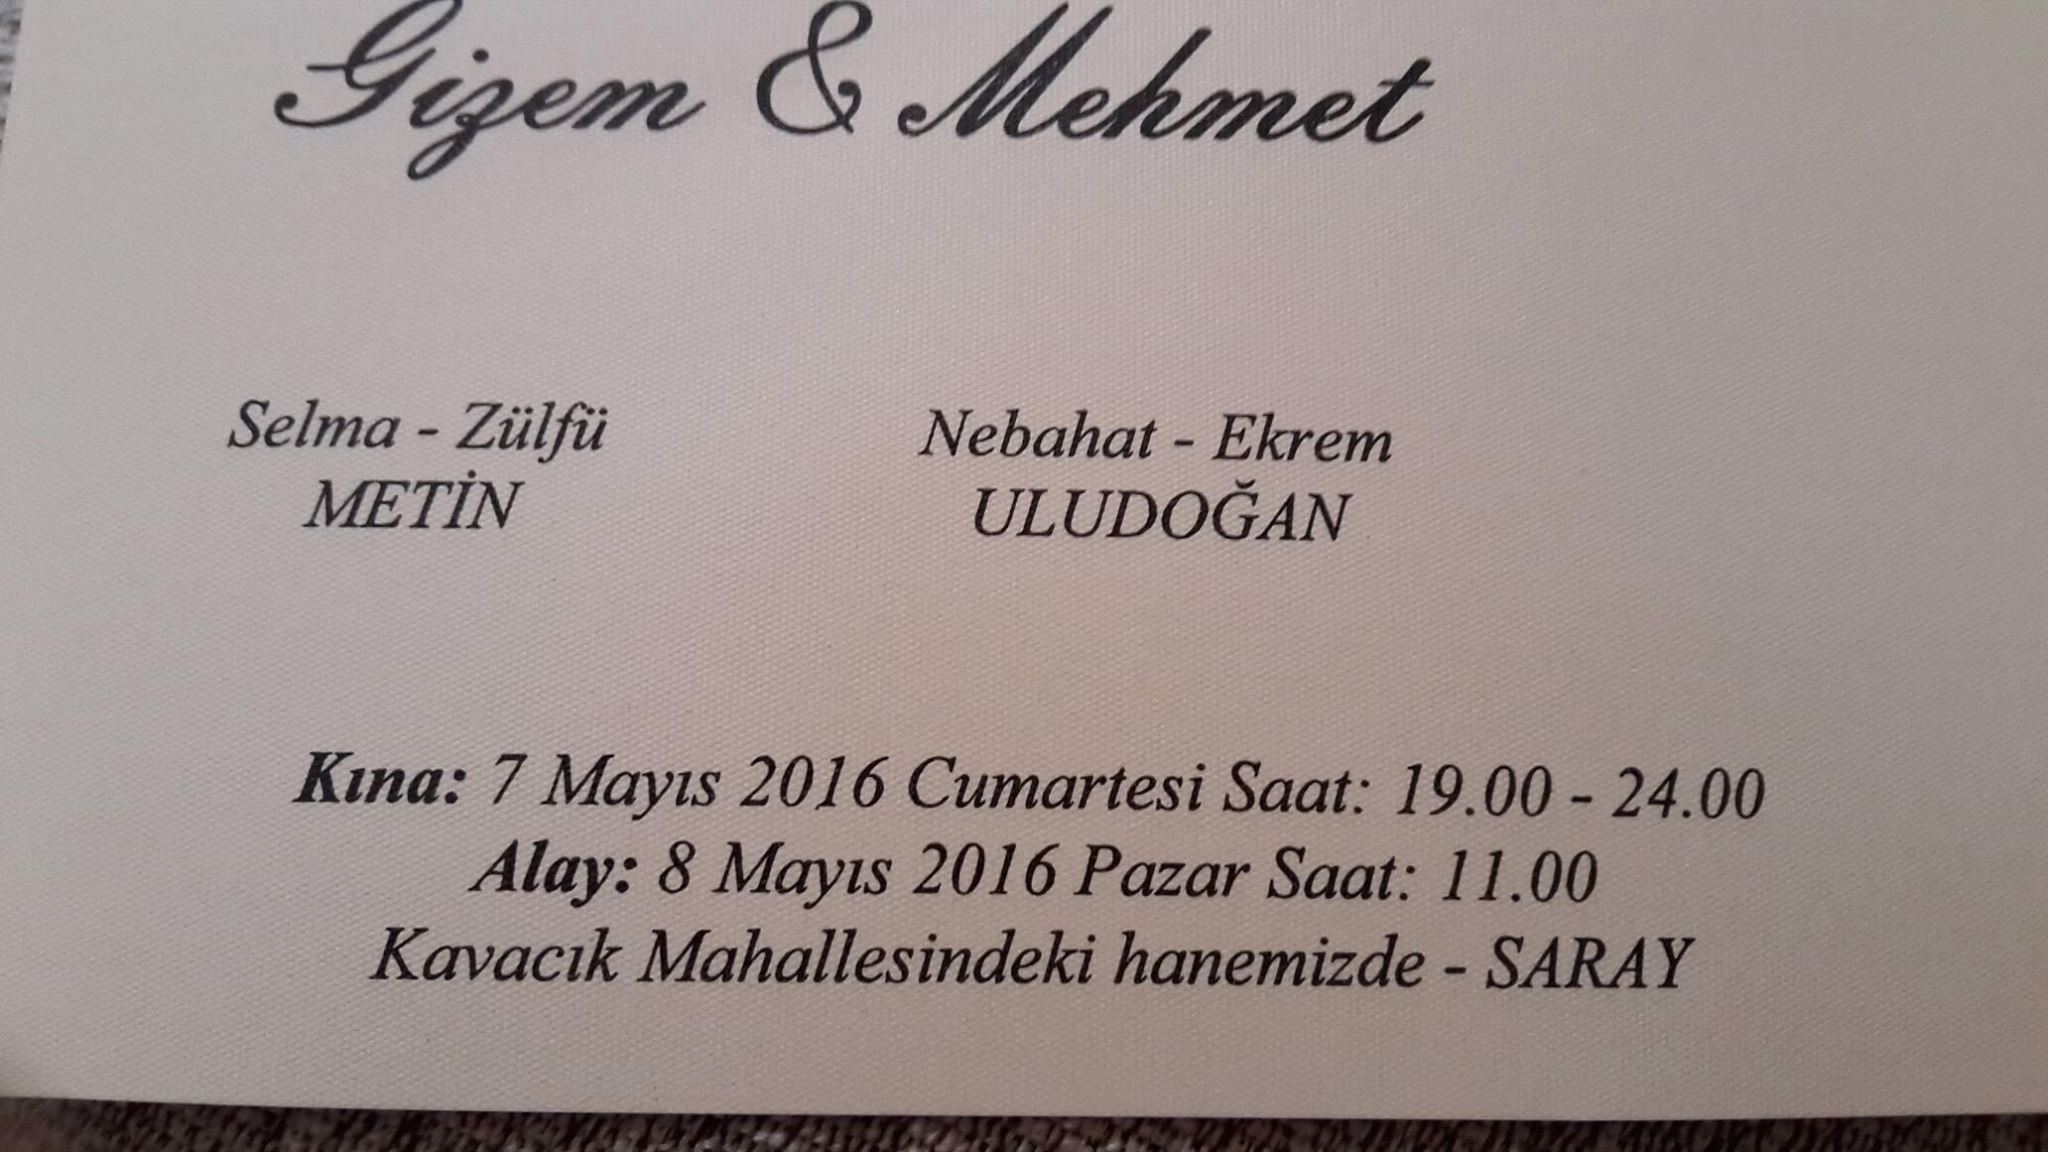 Gizem & Mehmet
Selma - Zülfü
METİN
Nebahat - Ekrem
ULUDOĞAN
Kına: 7 Mayıs 2016 Cumartesi Saat: 19.00 - 24.00
Alay: 8 Mayıs 2016 Pazar Saat: 11.00
Kavacık Mahallesindeki hanemizde - SARAY